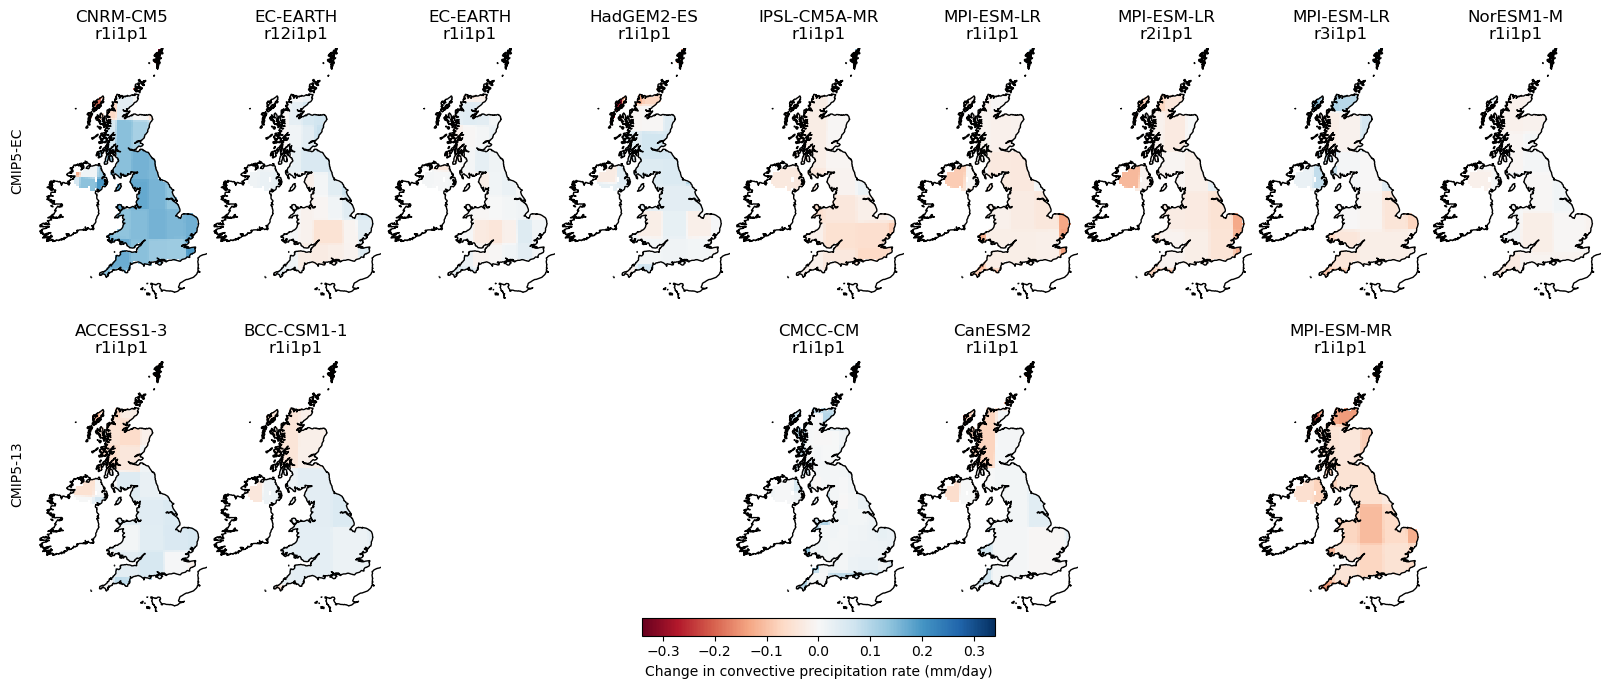 CNRM-CM5
r1i1p1
EC-EARTH
r12i1p1
EC-EARTH
r1i1p1
HadGEM2-ES
r1i1p1
IPSL-CM5A-MR
r1i1p1
MPI-ESM-LR
r1i1p1
MPI-ESM-LR
r2i1p1
MPI-ESM-LR
r3i1p1
NorESM1-M
r1i1p1
CMIP5-EC
ACCESS1-3
r1i1p1
BCC-CSM1-1
r1i1p1
CMCC-CM
r1i1p1
CanESM2
r1i1p1
MPI-ESM-MR
r1i1p1
CMIP5-13
−0.3 −0.2 −0.1 0.0 0.1 0.2 0.3
Change in convective precipitation rate (mm/day)